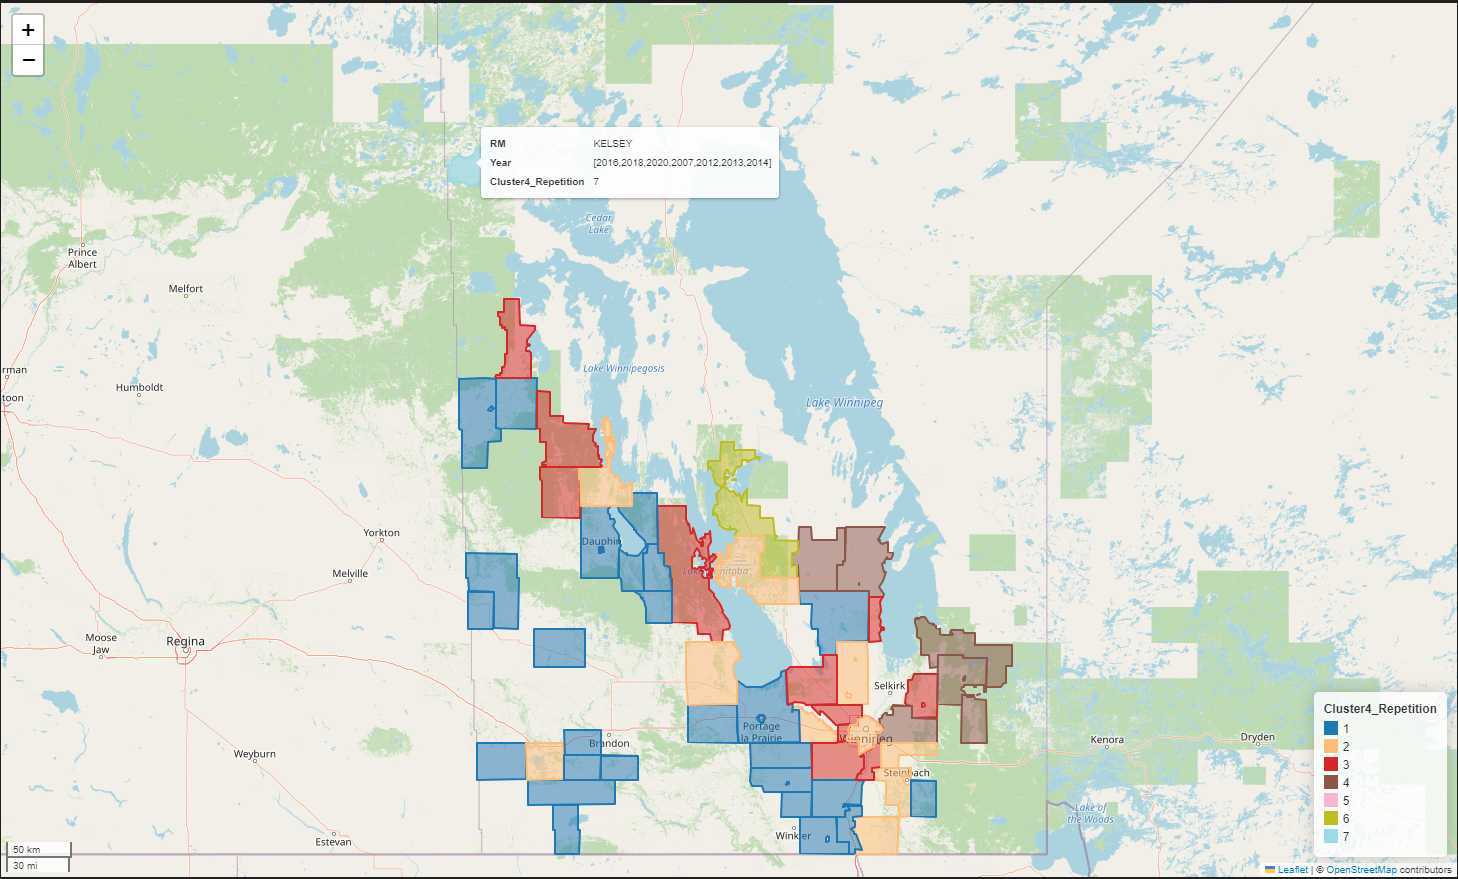 +
−
RM KELSEY
Year [2016,2018,2020,2007,2012,2013,2014]
Cluster4_Repetition 7
Cedar
Lake
Prince
Albert
Melfort
Lake Winnipegosis
Humboldt
toon
Lake Winnipeg
Yorkton
Dauphin
Melville
Moose
Jaw
Regina
Selkirk
Portage
la Prairie
Winnipeg
Brandon
Kenora
Dryden
Weyburn
Steinbach
Lake of
the Woods
Winkler
Estevan
Cluster4_Repetition
1
2
3
4
5
6
7
50 km
30 mi
Leaflet | © OpenStreetMap contributors